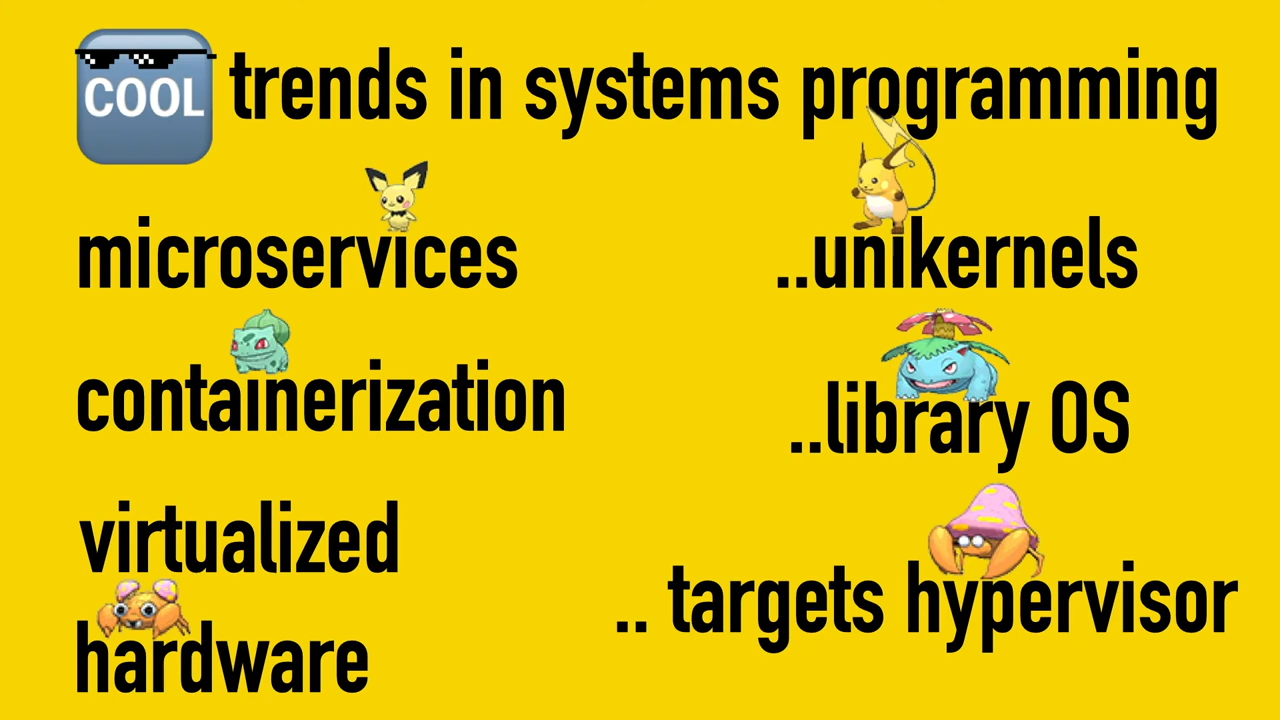 COOL trends in systems programming
microservices
..unikernels
containerization
..library OS
virtualized
hardware
.. targets hypervisor